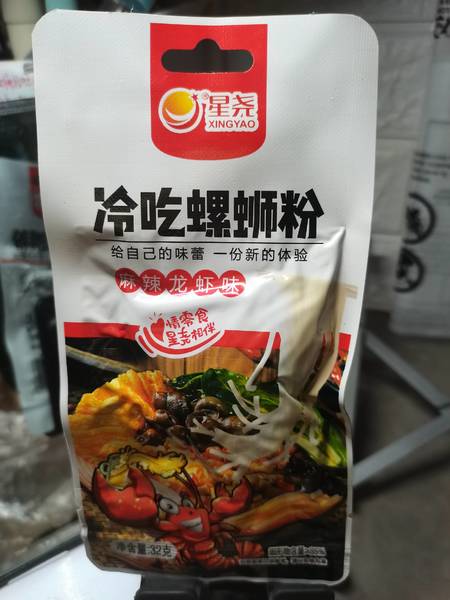 星尧
XINGYAO
冷吃螺蛳粉
给自己的味蕾 一份新的体验
麻辣龙虾味
情零食
星尧相伴
净含量:32克